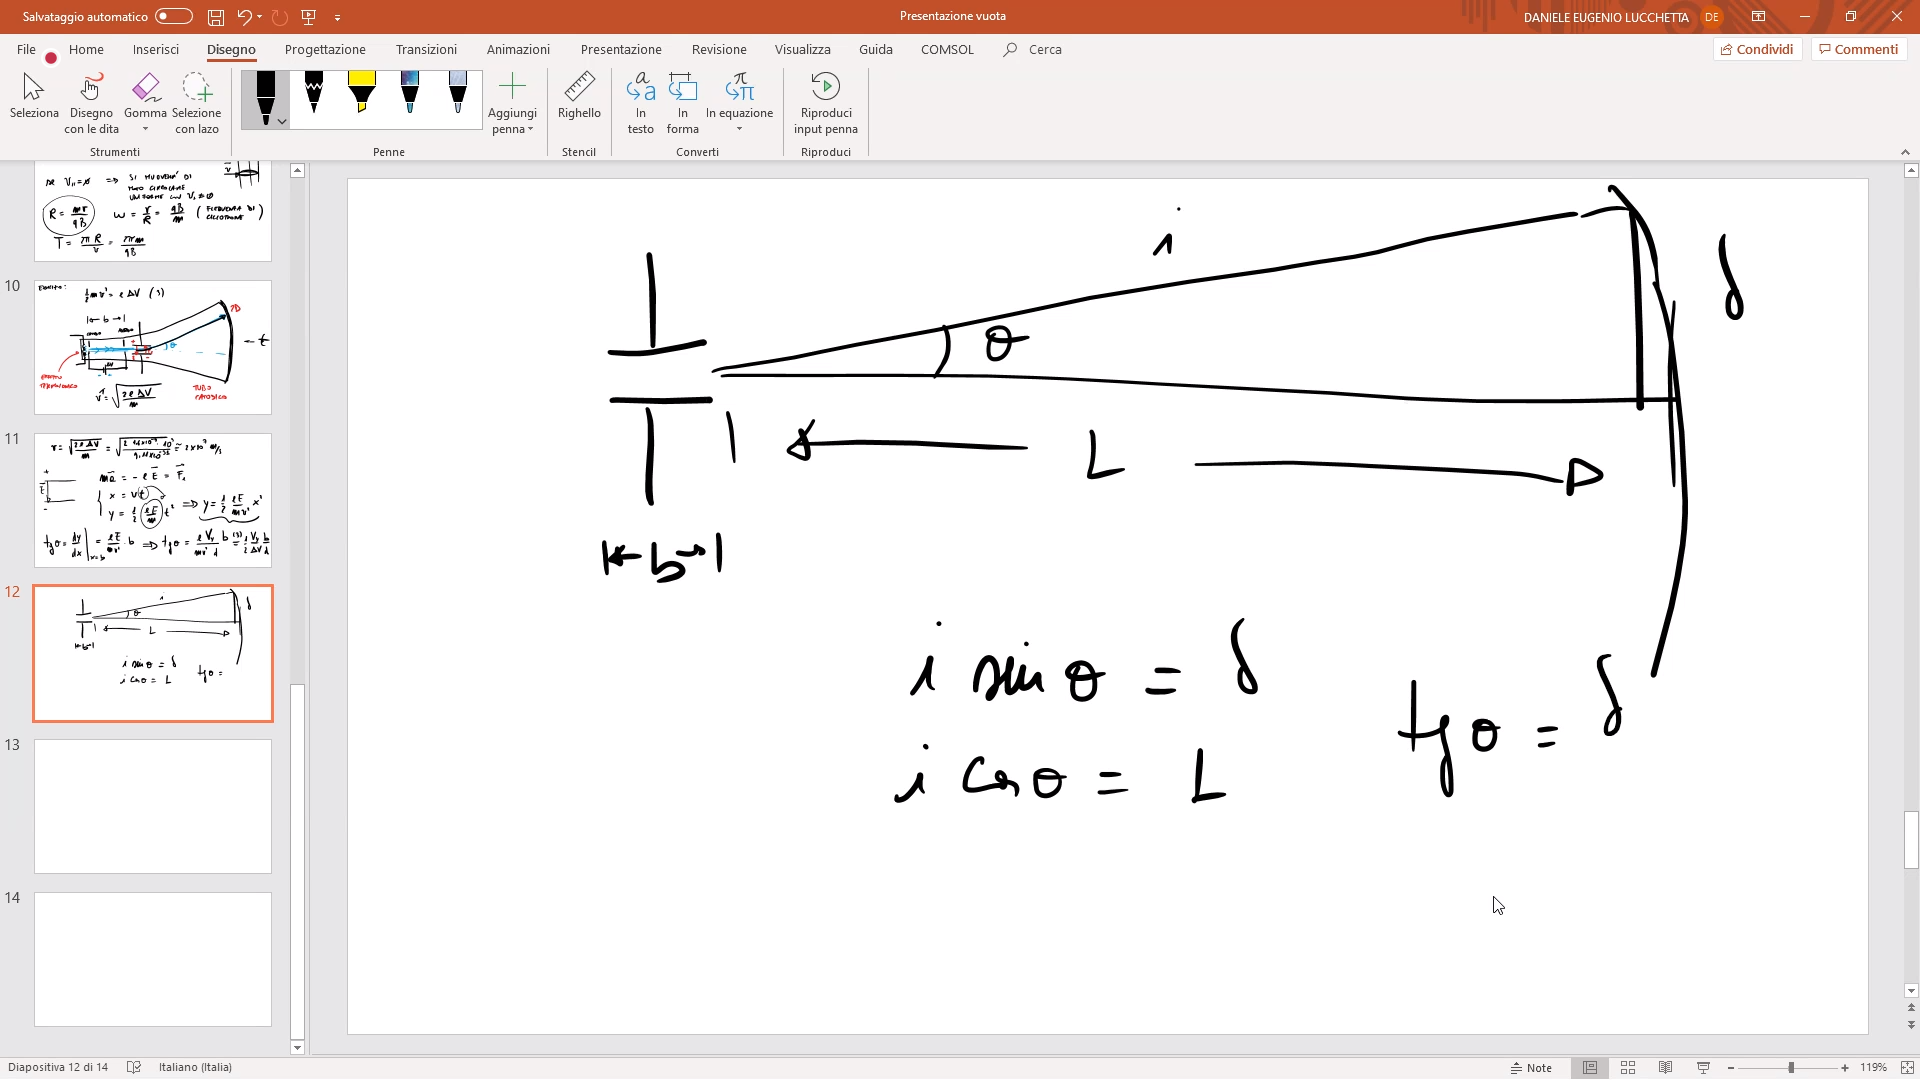 Salvataggio automatico
Presentazione vuota
DANIELE EUGENIO LUCCHETTA DE
File Home Inserisci Disegno Progettazione Transizioni Animazioni Presentazione Revisione Visualizza Guida COMSOL Cerca
Condividi Commenti
Seleziona
Disegno con le dita
Gomma
Selezione con lazo
Aggiungi penna
Righello
In testo
In forma
In equazione
Riproduci input penna
Strumenti Penne Stencil Converti Riproduci
R = mv/qB
10
11
12
13
14
i
δ
θ
L
b
i sin θ = δ
i cos θ = L
tg θ = δ
Diapositiva 12 di 14 Italiano (Italia) Note 119%